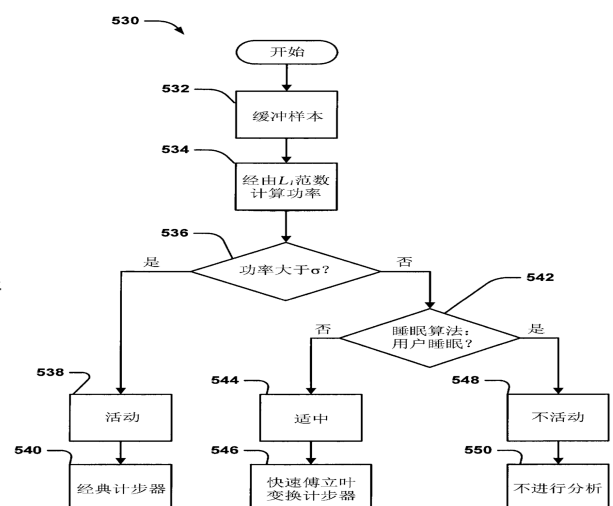 530
开始
532
缓冲样本
534
经由L₁范数
计算功率
536
是
功率大于σ?
否
542
否
睡眠算法:
用户睡眠?
是
538
544
548
活动
适中
不活动
540
546
550
经典计步器
快速傅立叶
变换计步器
不进行分析